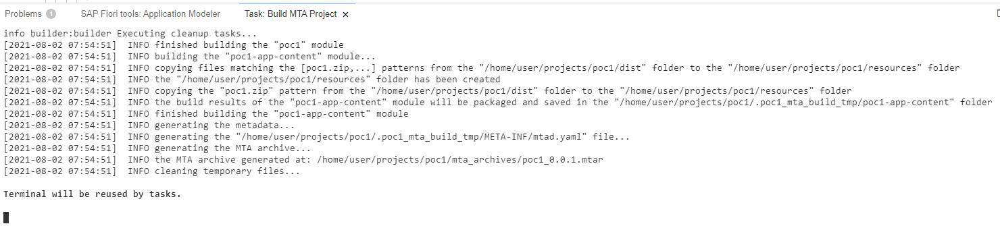 Problems 1 SAP Fiori tools: Application Modeler Task: Build MTA Project ×
info builder:builder Executing cleanup tasks...
[2021-08-02 07:54:51]  INFO finished building the "poc1" module
[2021-08-02 07:54:51]  INFO building the "poc1-app-content" module...
[2021-08-02 07:54:51]  INFO copying files matching the [poc1.zip,...] patterns from the "/home/user/projects/poc1/dist" folder to the "/home/user/projects/poc1/resources" folder
[2021-08-02 07:54:51]  INFO the "/home/user/projects/poc1/resources" folder has been created
[2021-08-02 07:54:51]  INFO copying the "poc1.zip" pattern from the "/home/user/projects/poc1/dist" folder to the "/home/user/projects/poc1/resources" folder
[2021-08-02 07:54:51]  INFO the build results of the "poc1-app-content" module will be packaged and saved in the "/home/user/projects/poc1/.poc1_mta_build_tmp/poc1-app-content" folder
[2021-08-02 07:54:51]  INFO finished building the "poc1-app-content" module
[2021-08-02 07:54:51]  INFO generating the metadata...
[2021-08-02 07:54:51]  INFO generating the "/home/user/projects/poc1/.poc1_mta_build_tmp/META-INF/mtad.yaml" file...
[2021-08-02 07:54:51]  INFO generating the MTA archive...
[2021-08-02 07:54:51]  INFO the MTA archive generated at: /home/user/projects/poc1/mta_archives/poc1_0.0.1.mtar
[2021-08-02 07:54:51]  INFO cleaning temporary files...
Terminal will be reused by tasks.